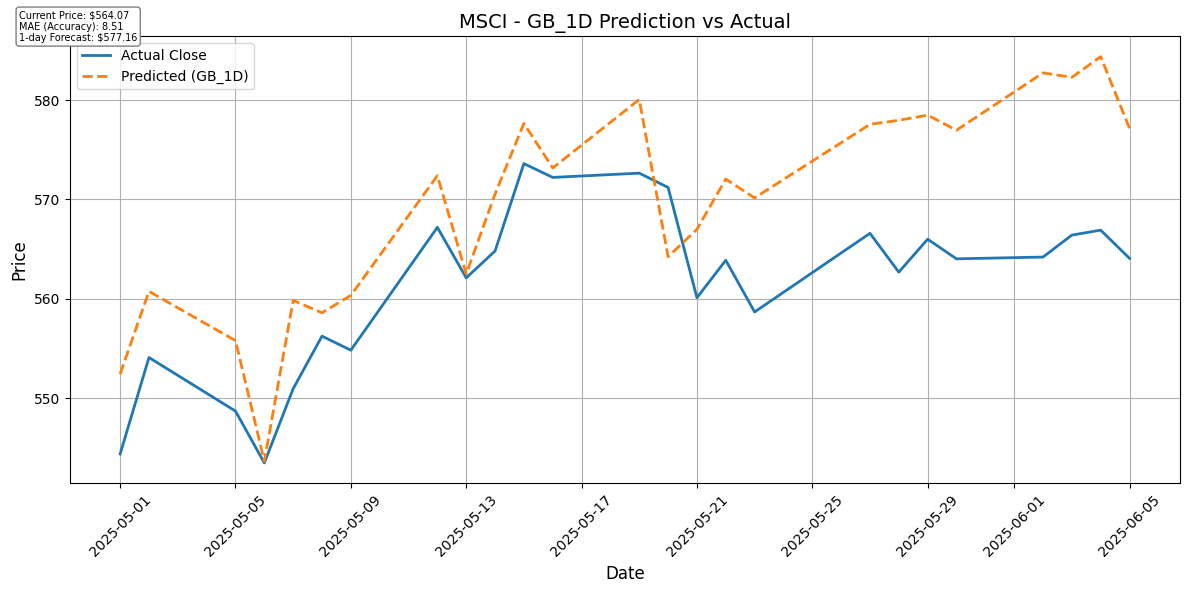 MSCI - GB_1D Prediction vs Actual
Current Price: $564.07
MAE (Accuracy): 8.51
1-day Forecast: $577.16
Actual Close
Predicted (GB_1D)
Price
580
570
560
550
2025-05-01
2025-05-05
2025-05-09
2025-05-13
2025-05-17
2025-05-21
2025-05-25
2025-05-29
2025-06-01
2025-06-05
Date